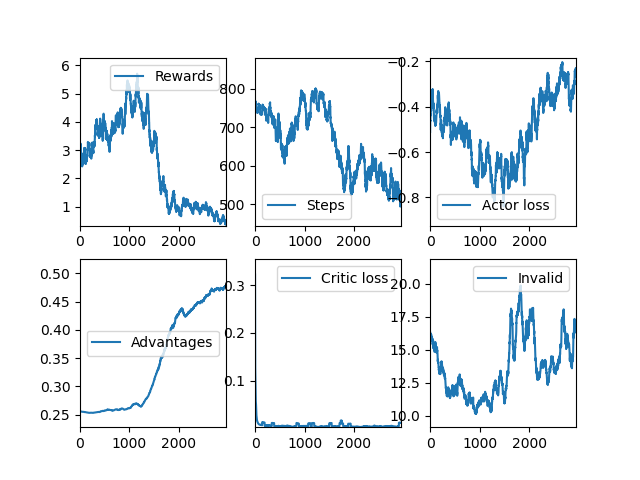 6
5
4
3
2
1
0 1000 2000
Rewards
800
700
600
500
0 1000 2000
Steps
−0.2
−0.4
−0.6
−0.8
0 1000 2000
Actor loss
0.50
0.45
0.40
0.35
0.30
0.25
0 1000 2000
Advantages
0.3
0.2
0.1
0 1000 2000
Critic loss
20.0
17.5
15.0
12.5
10.0
0 1000 2000
Invalid